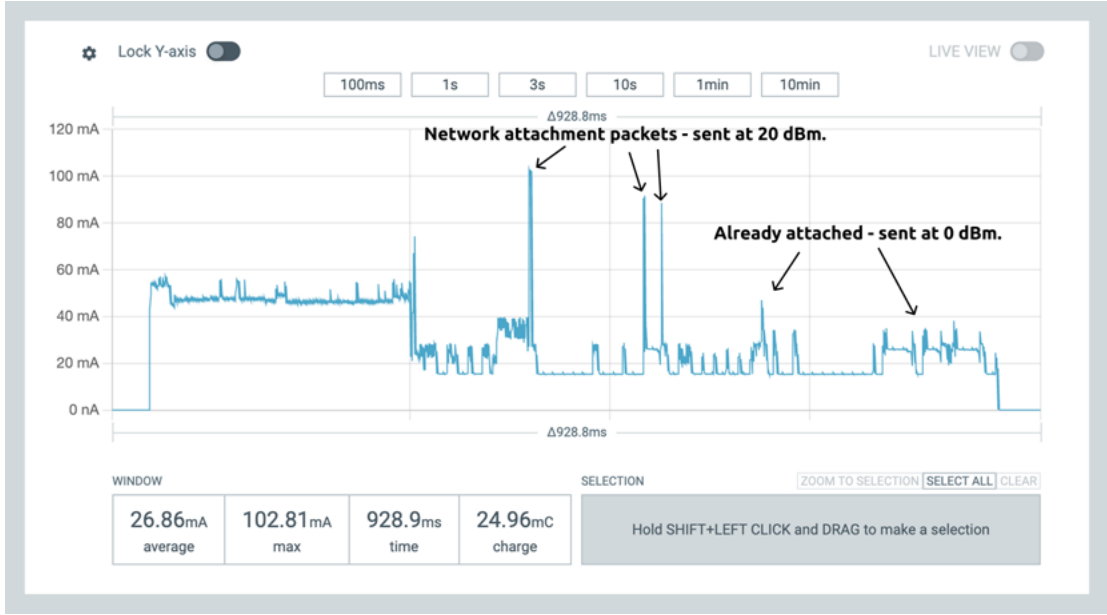 Lock Y-axis
LIVE VIEW
100ms 1s 3s 10s 1min 10min
Δ928.8ms
120 mA
Network attachment packets - sent at 20 dBm.
100 mA
80 mA
Already attached - sent at 0 dBm.
60 mA
40 mA
20 mA
0 nA
Δ928.8ms
WINDOW
26.86mA
average
102.81mA
max
928.9ms
time
24.96mC
charge
SELECTION
ZOOM TO SELECTION SELECT ALL CLEAR
Hold SHIFT+LEFT CLICK and DRAG to make a selection